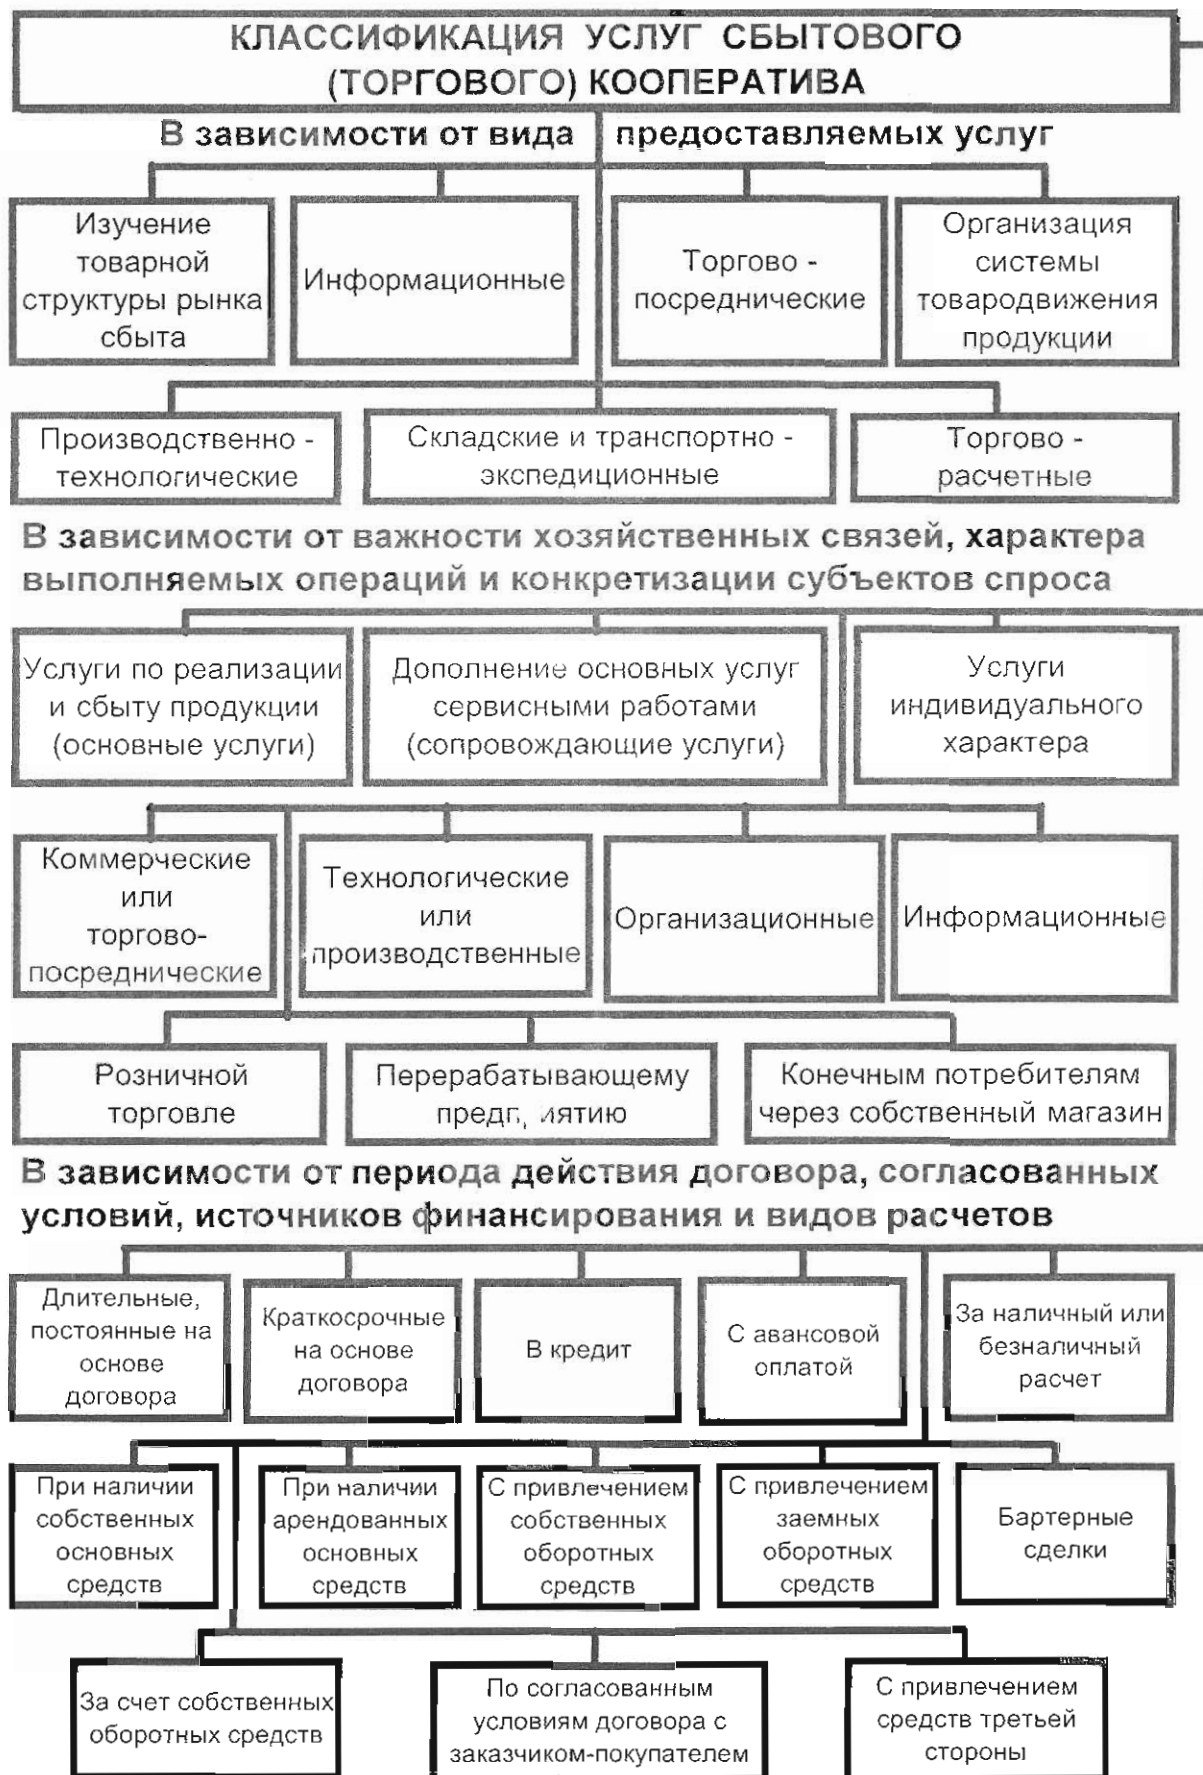 КЛАССИФИКАЦИЯ УСЛУГ СБЫТОВОГО
(ТОРГОВОГО) КООПЕРАТИВА
В зависимости от вида предоставляемых услуг
Изучение
товарной
структуры рынка
сбыта
Информационные
Торгово -
посреднические
Организация
системы
товародвижения
продукции
Производственно -
технологические
Складские и транспортно -
экспедиционные
Торгово -
расчетные
В зависимости от важности хозяйственных связей, характера
выполняемых операций и конкретизации субъектов спроса
Услуги по реализации
и сбыту продукции
(основные услуги)
Дополнение основных услуг
сервисными работами
(сопровождающие услуги)
Услуги
индивидуального
характера
Коммерческие
или
торгово-
посреднические
Технологические
или
производственные
Организационные
Информационные
Розничной
торговле
Перерабатывающему
Конечным потребителям
через собственный магазин
В зависимости от периода действия договора, согласованных
условий, источников финансирования и видов расчетов
Длительные,
постоянные на
основе
договора
Краткосрочные
на основе
договора
В кредит
С авансовой
оплатой
За наличный или
безналичный
расчет
При наличии
собственных
основных
средств
При наличии
арендованных
основных
средств
С привлечением
собственных
оборотных
средств
С привлечением
заемных
оборотных
средств
Бартерные
сделки
За счет собственных
оборотных средств
По согласованным
условиям договора с
заказчиком-покупателем
С привлечением
средств третьей
стороны